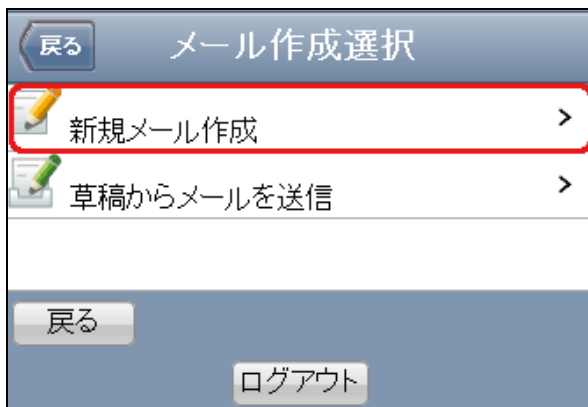 戻る
メール作成選択
新規メール作成
草稿からメールを送信
戻る
ログアウト